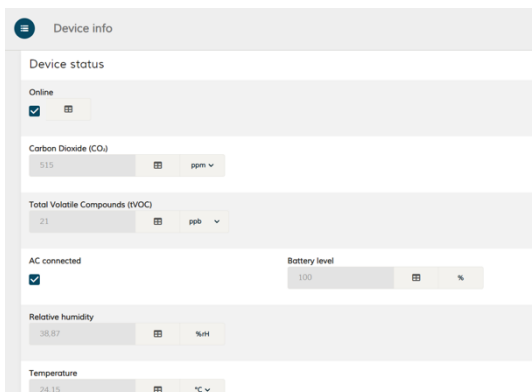 Device info
Device status
Online
Carbon Dioxide (CO₂)
515 ppm
Total Volatile Compounds (tVOC)
21 ppb
AC connected Battery level
100 %
Relative humidity
38,87 %rH
Temperature
24,15 °C